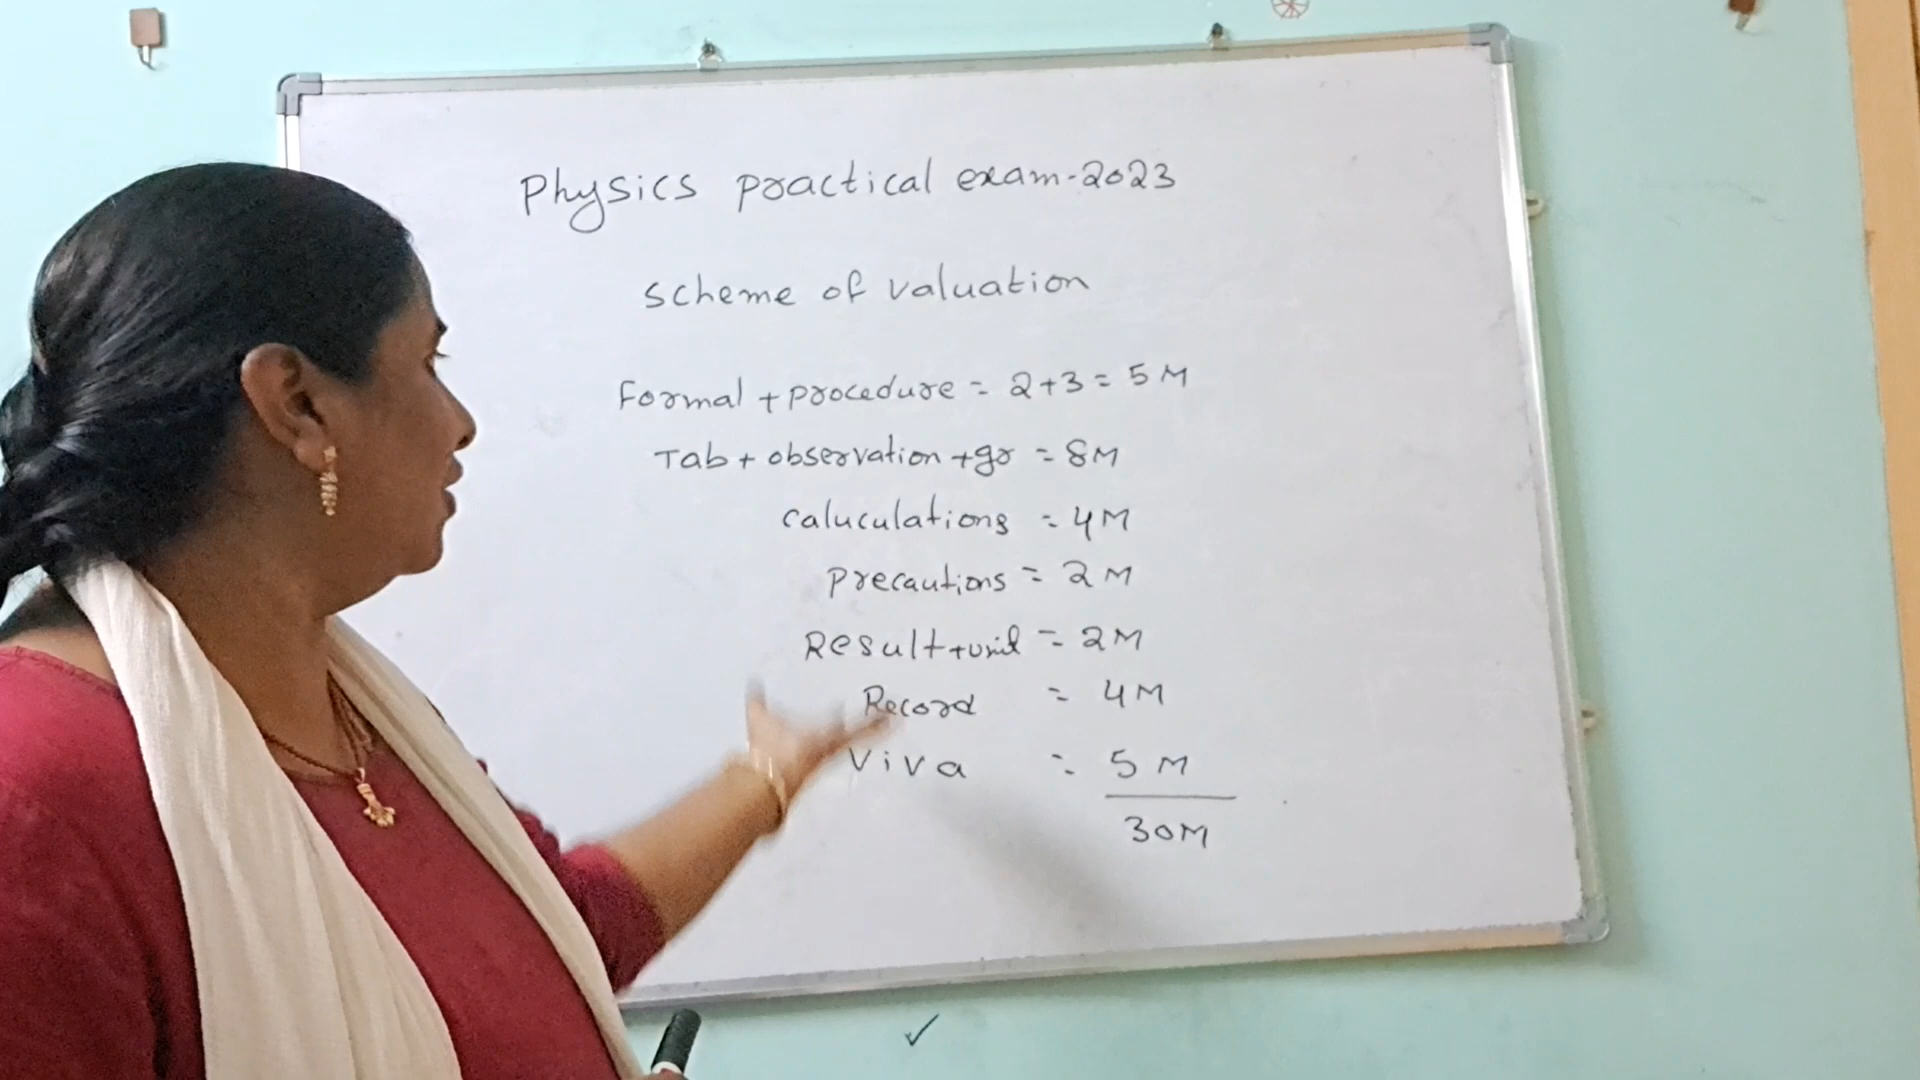 Physics practical exam-2023
scheme of valuation
Formal + procedure = 2+3 = 5 M
Tab + observation + gr = 8M
caluculations = 4M
precautions = 2M
Result + unit = 2M
Record = 4M
Viva = 5M
30M